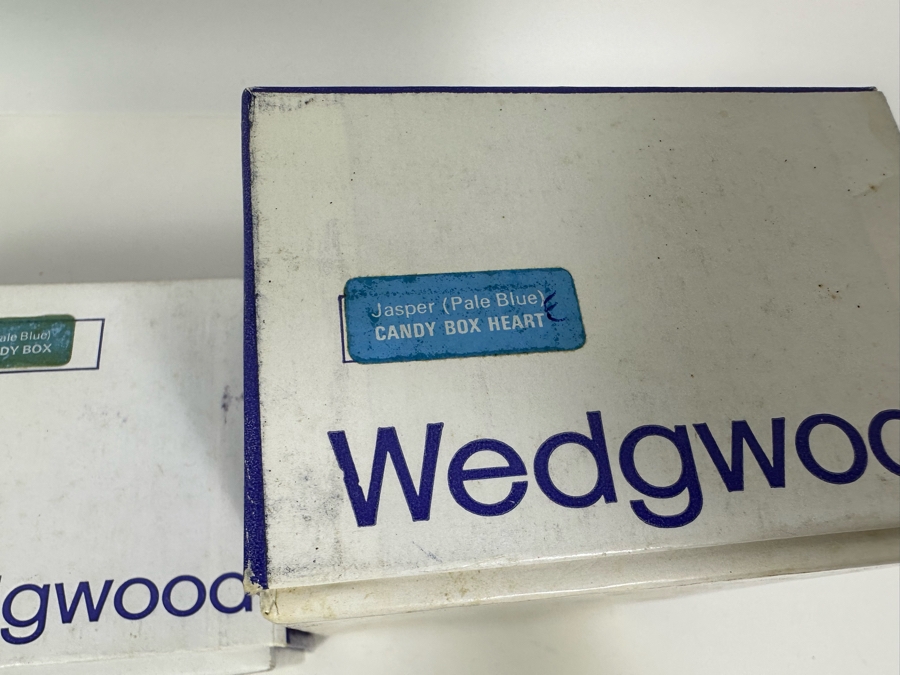 Jasper (Pale Blue)
CANDY BOX HEART
Wedgwoo
ale Blue)
DY BOX
gwood